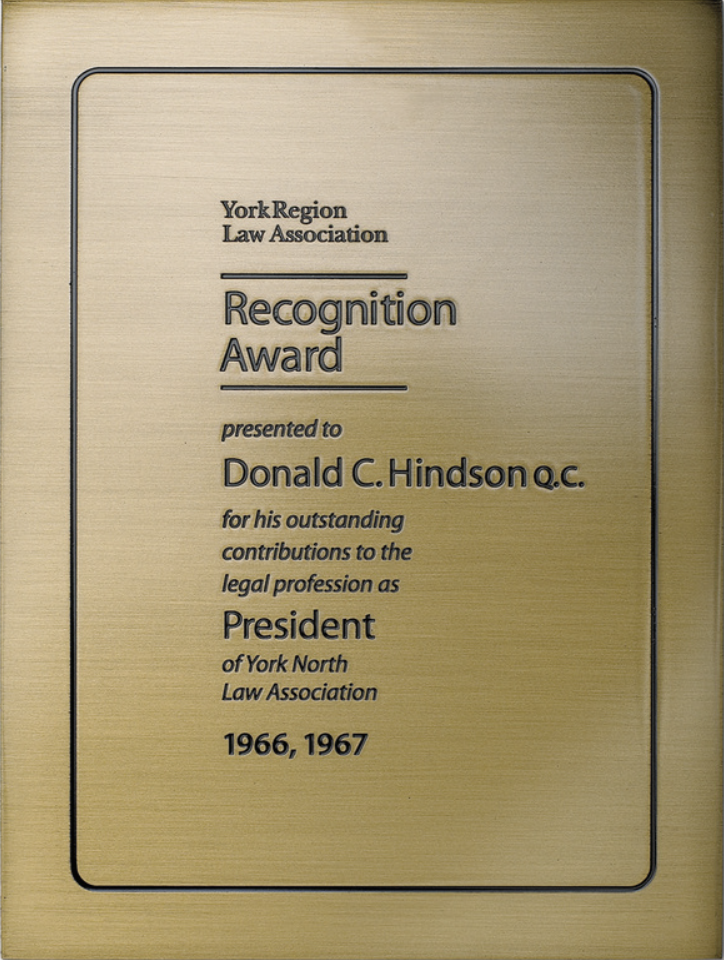 York Region
Law Association
Recognition
Award
presented to
Donald C. Hindson Q.C.
for his outstanding
contributions to the
legal profession as
President
of York North
Law Association
1966, 1967